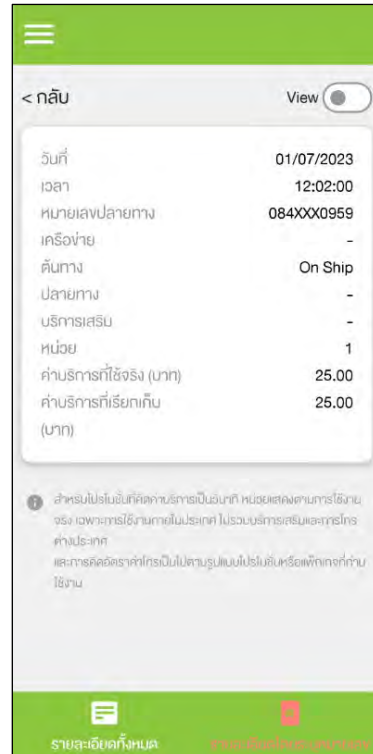 < กลับ View
วันที่ 01/07/2023
เวลา 12:02:00
หมายเลขปลายทาง 084XXX0959
เครือข่าย -
ต้นทาง On Ship
ปลายทาง -
บริการเสริม -
หน่วย 1
ค่าบริการที่ใช้จริง (บาท) 25.00
ค่าบริการที่เรียกเก็บ 25.00
(บาท)
สำหรับโปรโมชั่นที่คิดค่าบริการเป็นวินาที หน่วยแสดงตามการใช้งาน
จริง เฉพาะการใช้งานภายในประเทศ ไม่รวมบริการเสริมและการโทร
ต่างประเทศ
และการคิดอัตราค่าโทรเป็นไปตามรูปแบบโปรโมชั่นหรือแพ็กเกจที่ท่าน
ใช้งาน
รายละเอียดทั้งหมด